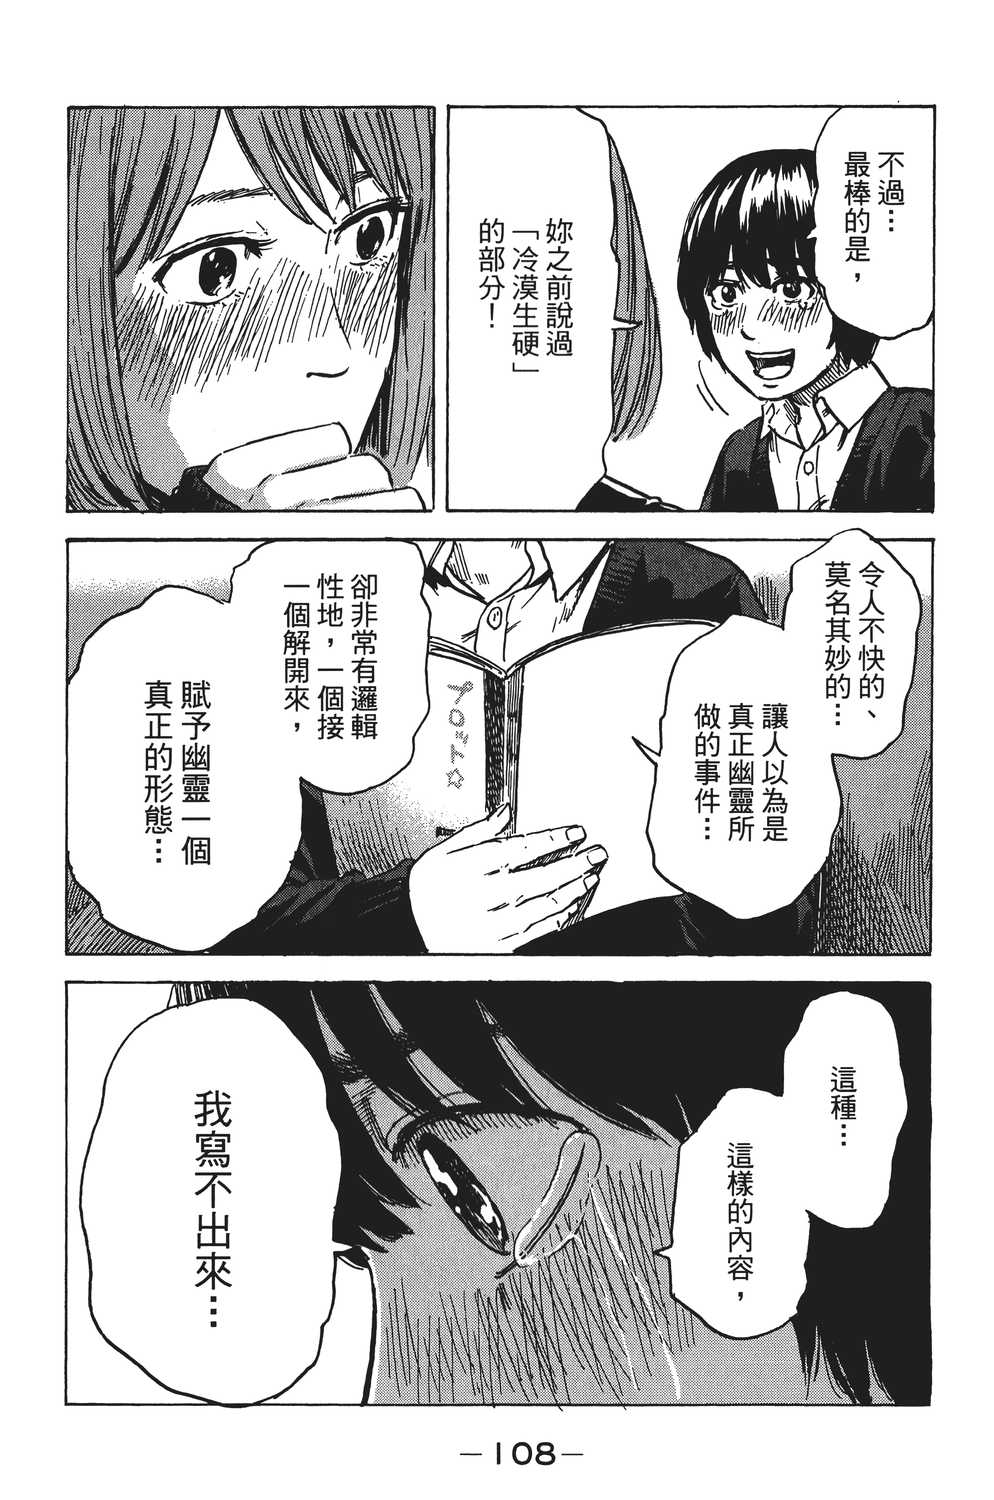 不過…
最棒的是，
妳之前說過
「冷漠生硬」
的部分！
令人不快的、
莫名其妙的…
讓人以為是
真正幽靈所
做的事件…
プロット☆
卻非常有邏輯
性地，一個接
一個解開來，
賦予幽靈一個
真正的形態…
這種…
這樣的內容，
我寫不出來…
—108—